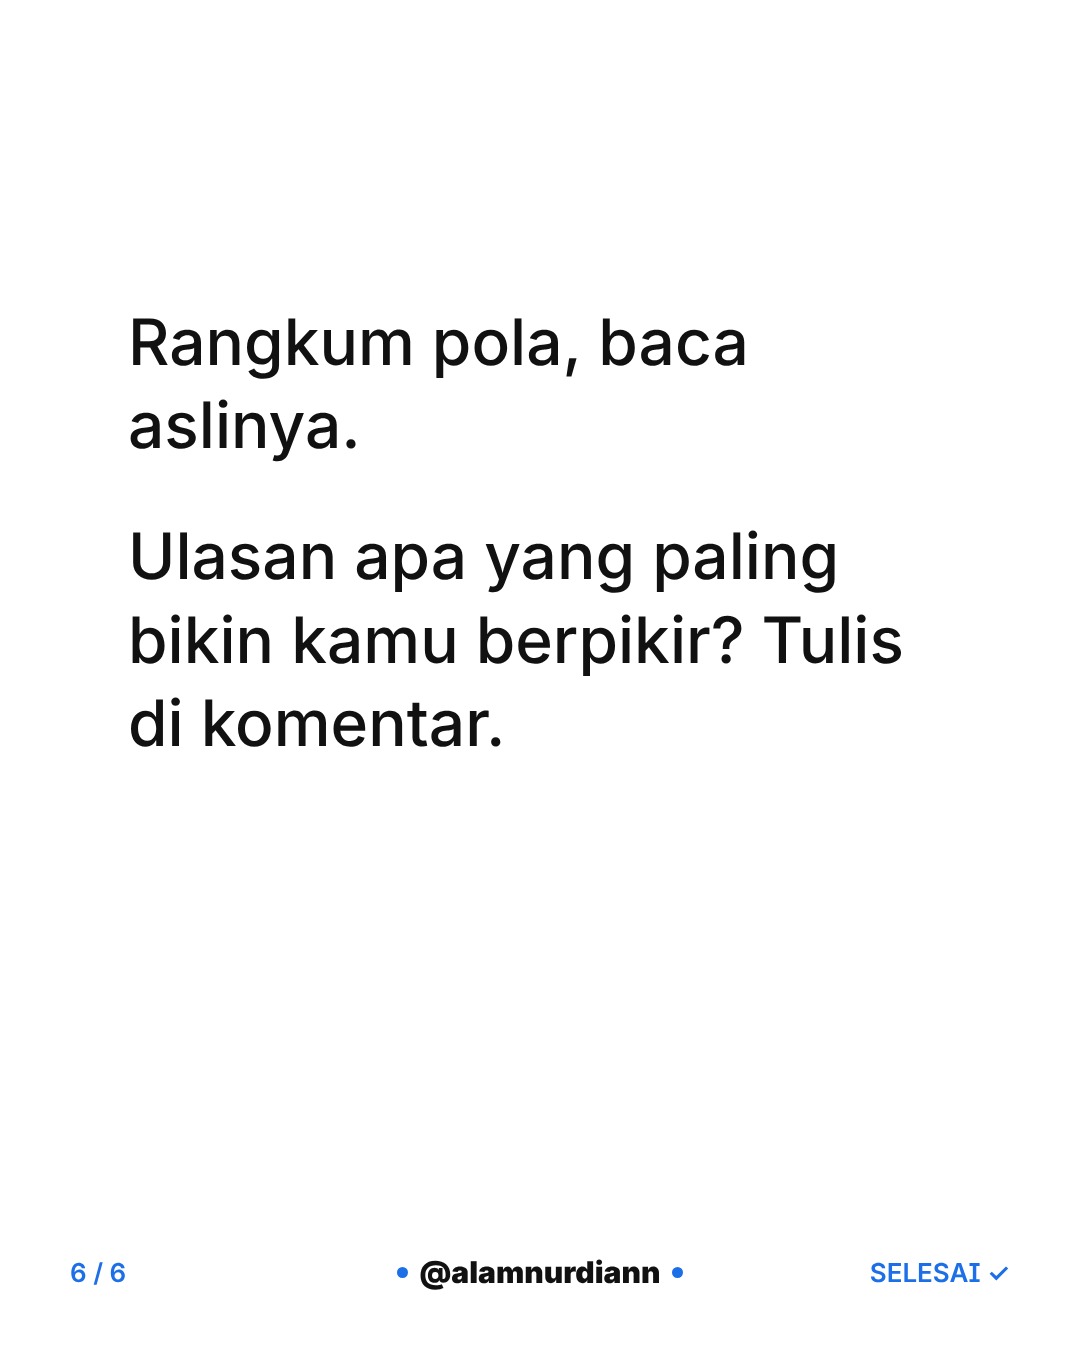 Rangkum pola, baca
aslinya.
Ulasan apa yang paling
bikin kamu berpikir? Tulis
di komentar.
6 / 6
• @alamnurdiann •
SELESAI ✓